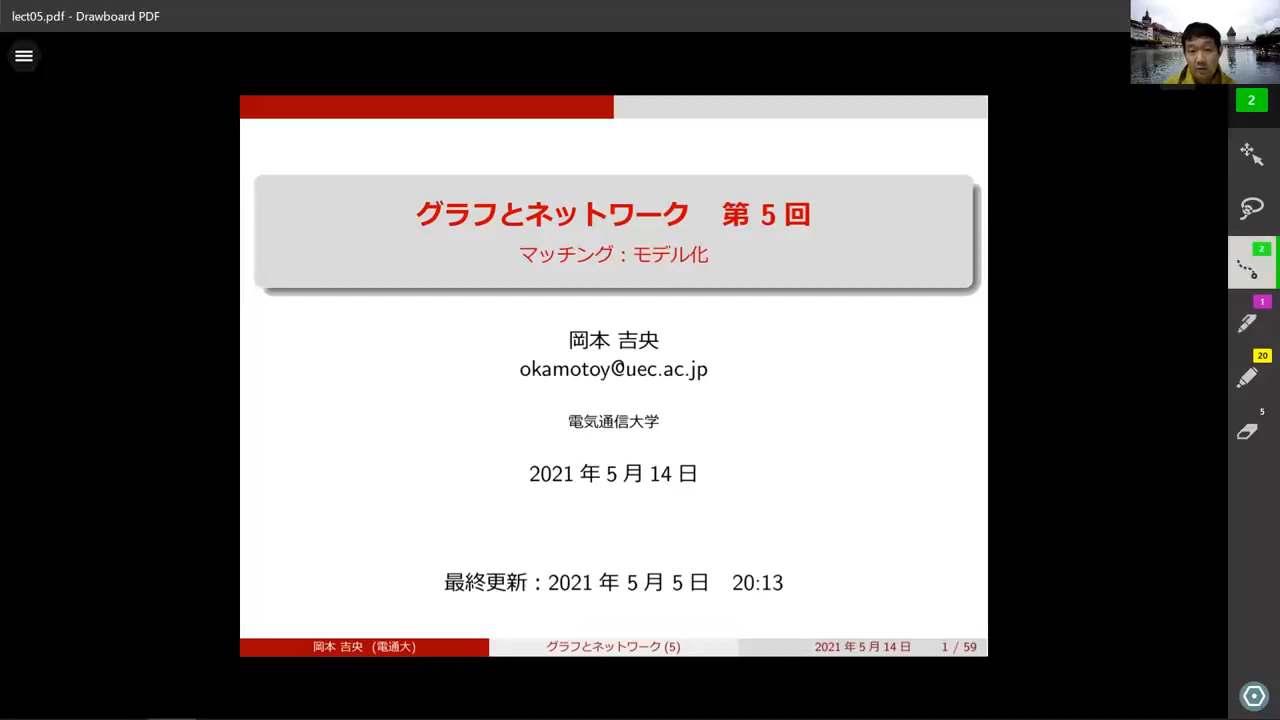 lect05.pdf - Drawboard PDF
2
グラフとネットワーク 第 5 回
マッチング : モデル化
2
1
岡本 吉央
okamotoy@uec.ac.jp
20
5
電気通信大学
2021 年 5 月 14 日
最終更新 : 2021 年 5 月 5 日 20:13
岡本 吉央 (電通大) グラフとネットワーク (5) 2021 年 5 月 14 日 1 / 59